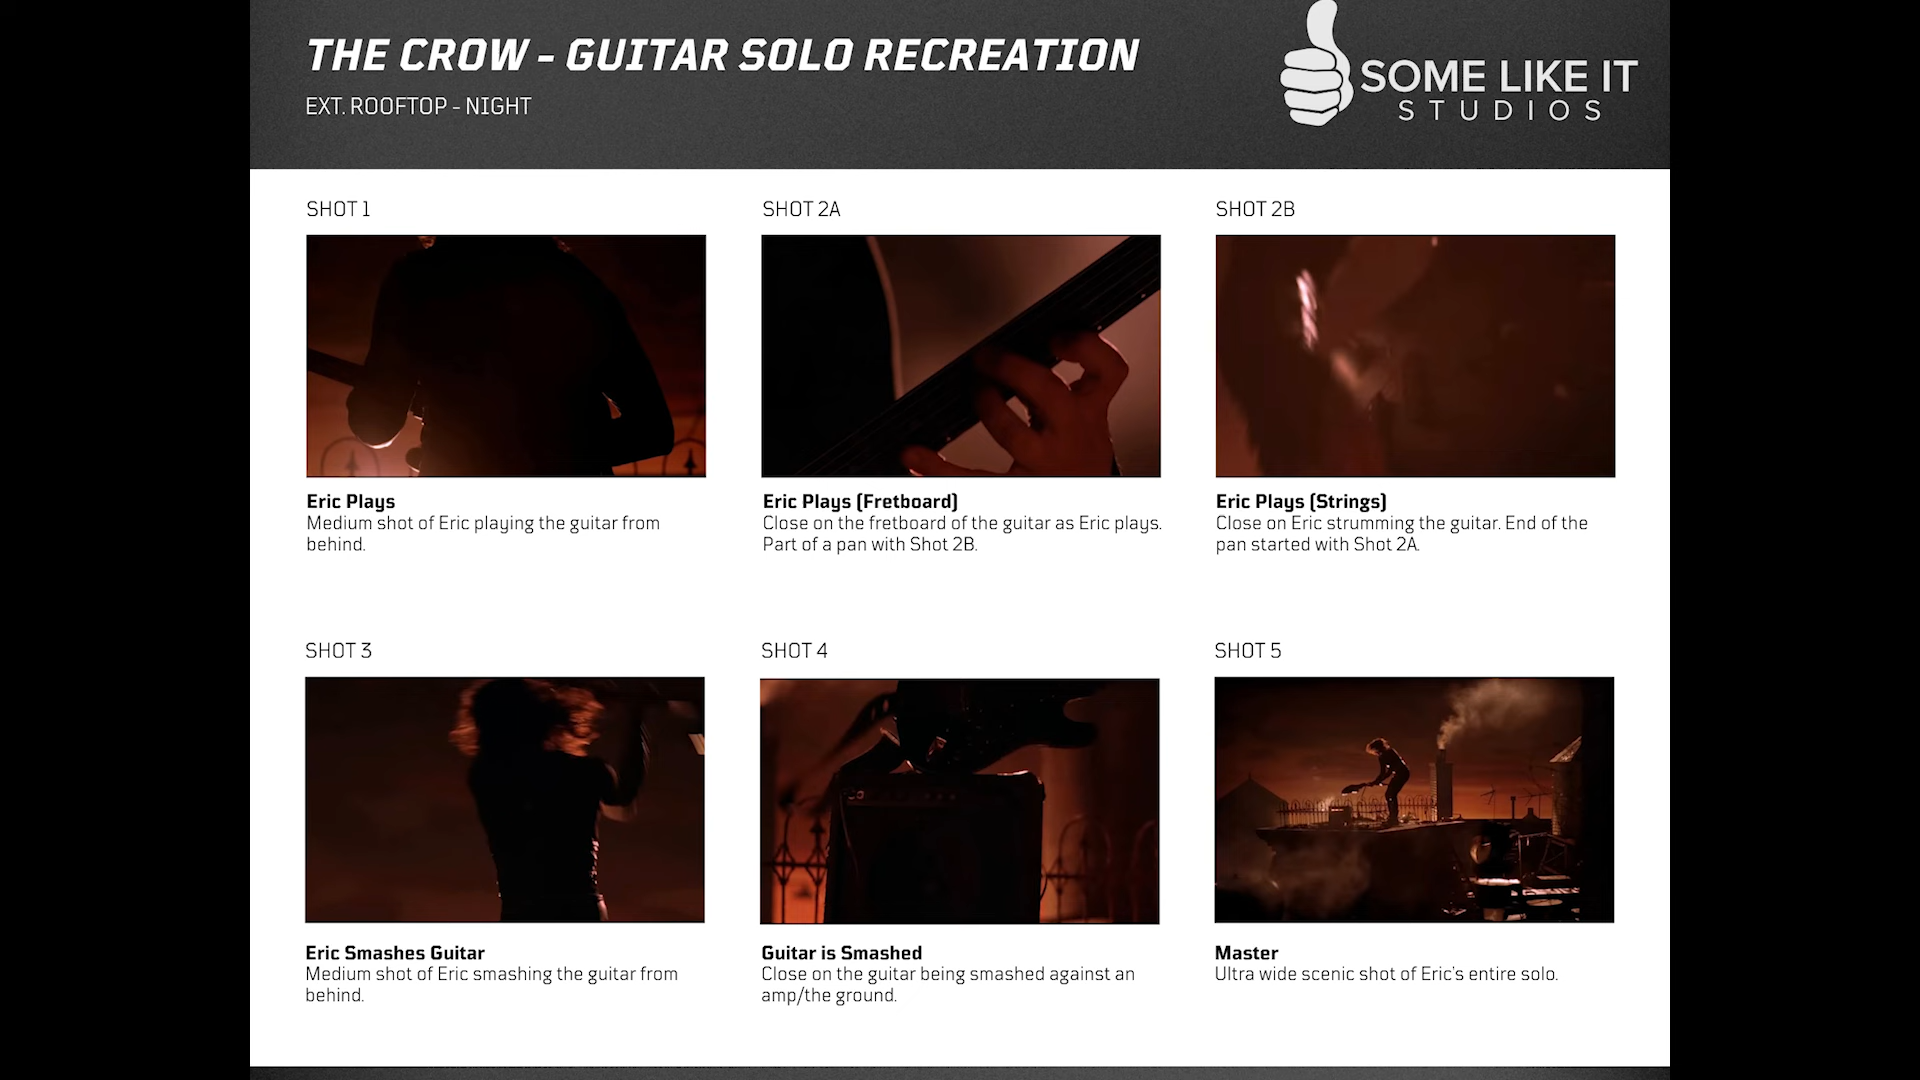 THE CROW - GUITAR SOLO RECREATION
EXT. ROOFTOP - NIGHT
SOME LIKE IT
STUDIOS
SHOT 1
SHOT 2A
SHOT 2B
Eric Plays
Medium shot of Eric playing the guitar from
behind.
Eric Plays (Fretboard)
Close on the fretboard of the guitar as Eric plays.
Part of a pan with Shot 2B.
Eric Plays (Strings)
Close on Eric strumming the guitar. End of the
pan started with Shot 2A.
SHOT 3
SHOT 4
SHOT 5
Eric Smashes Guitar
Medium shot of Eric smashing the guitar from
behind.
Guitar is Smashed
Close on the guitar being smashed against an
amp/the ground.
Master
Ultra wide scenic shot of Eric's entire solo.